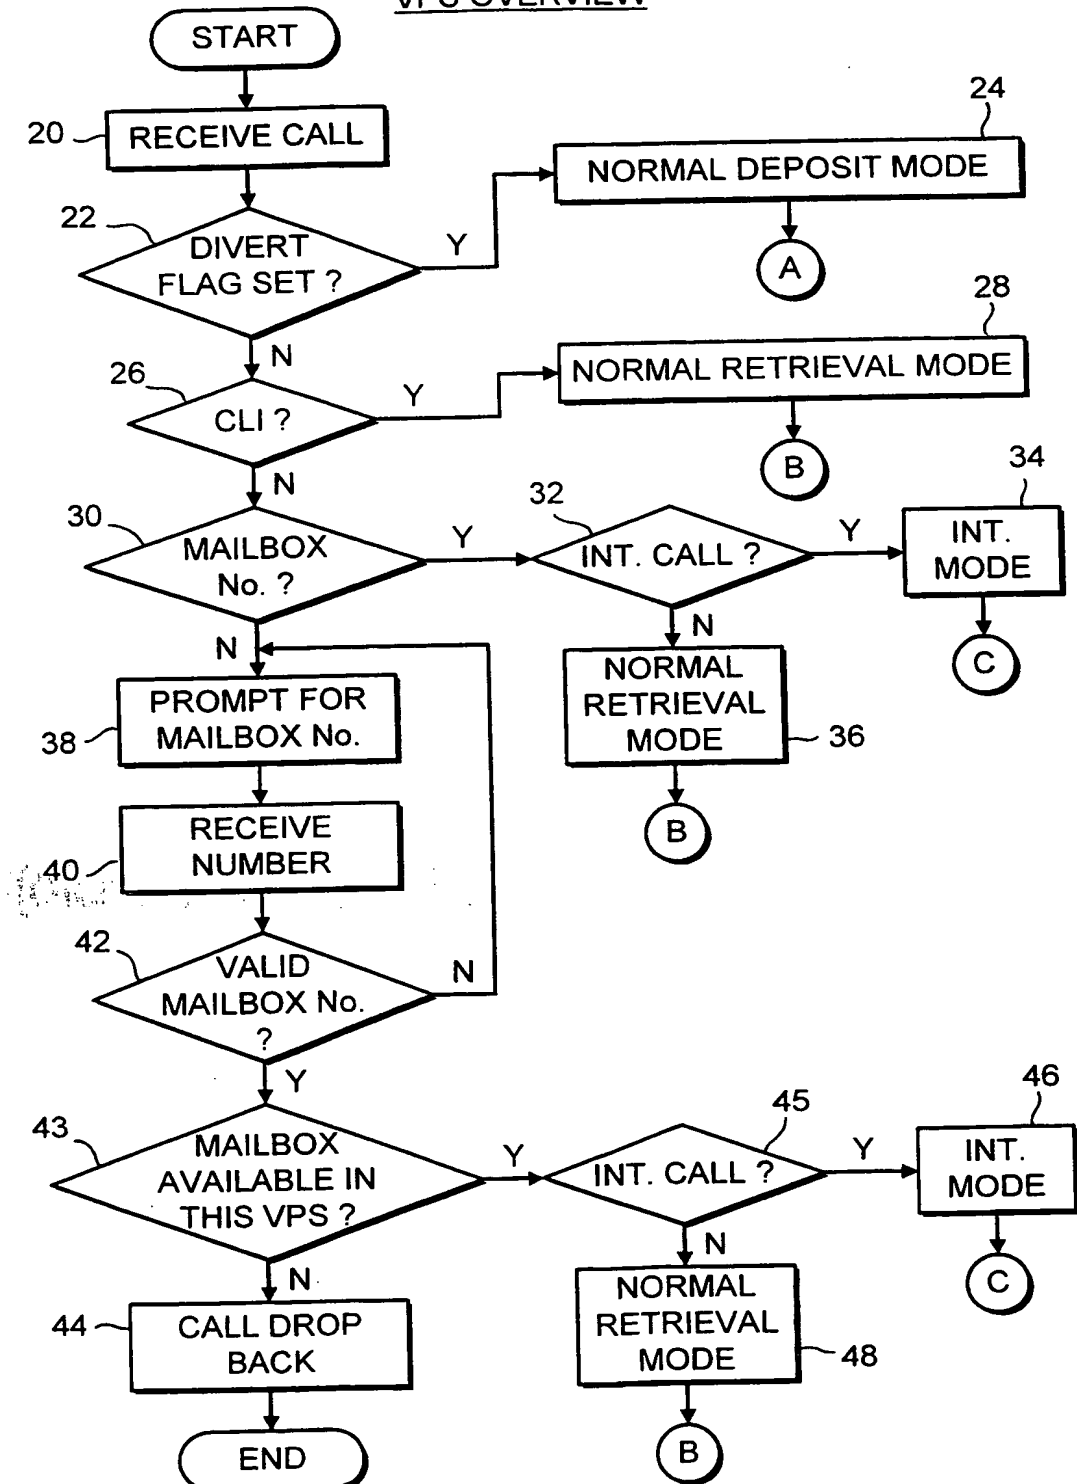 VPS OVERVIEW
START
20
RECEIVE CALL
24
NORMAL DEPOSIT MODE
22
DIVERT
FLAG SET ?
Y
A
N
28
26
CLI ?
Y
NORMAL RETRIEVAL MODE
B
N
30
MAILBOX
No. ?
Y
32
INT. CALL ?
Y
34
INT.
MODE
C
N
N
NORMAL
RETRIEVAL
MODE
36
B
38
PROMPT FOR
MAILBOX No.
40
RECEIVE
NUMBER
42
VALID
MAILBOX No.
?
N
Y
43
MAILBOX
AVAILABLE IN
THIS VPS ?
Y
45
INT. CALL ?
Y
46
INT.
MODE
C
N
N
44
CALL DROP
BACK
NORMAL
RETRIEVAL
MODE
48
END
B